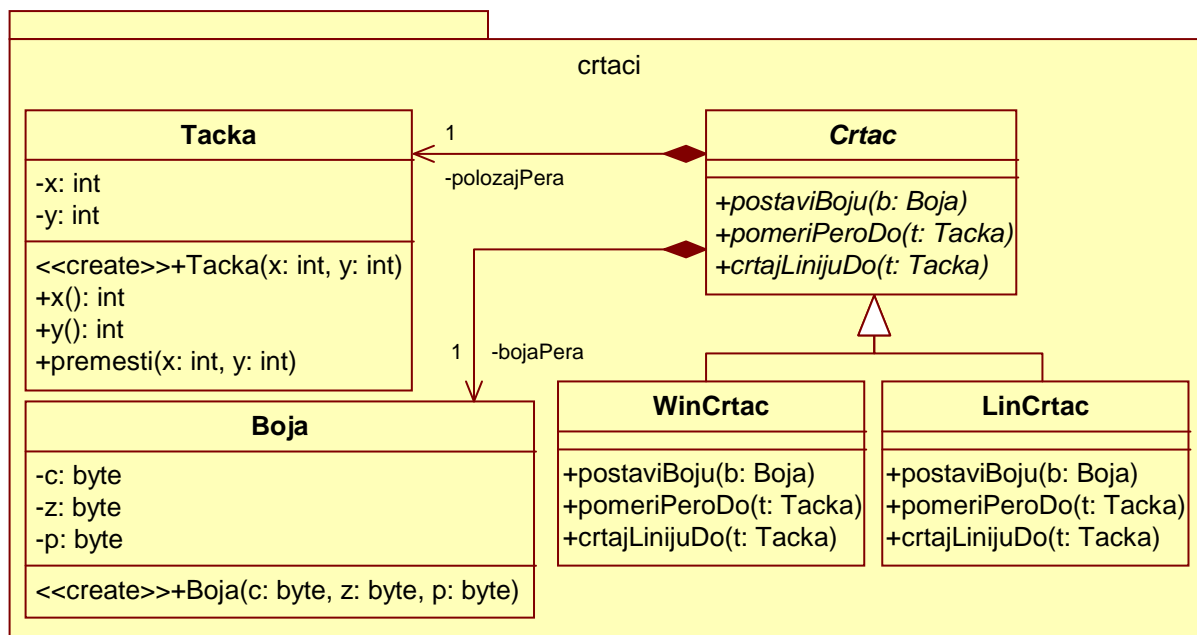 crtaci
Tacka
-x: int
-y: int
<<create>>+Tacka(x: int, y: int)
+x(): int
+y(): int
+premesti(x: int, y: int)
1
-polozajPera
Crtac
+postaviBoju(b: Boja)
+pomeriPeroDo(t: Tacka)
+crtajLinijuDo(t: Tacka)
1
-bojaPera
Boja
-c: byte
-z: byte
-p: byte
<<create>>+Boja(c: byte, z: byte, p: byte)
WinCrtac
+postaviBoju(b: Boja)
+pomeriPeroDo(t: Tacka)
+crtajLinijuDo(t: Tacka)
LinCrtac
+postaviBoju(b: Boja)
+pomeriPeroDo(t: Tacka)
+crtajLinijuDo(t: Tacka)